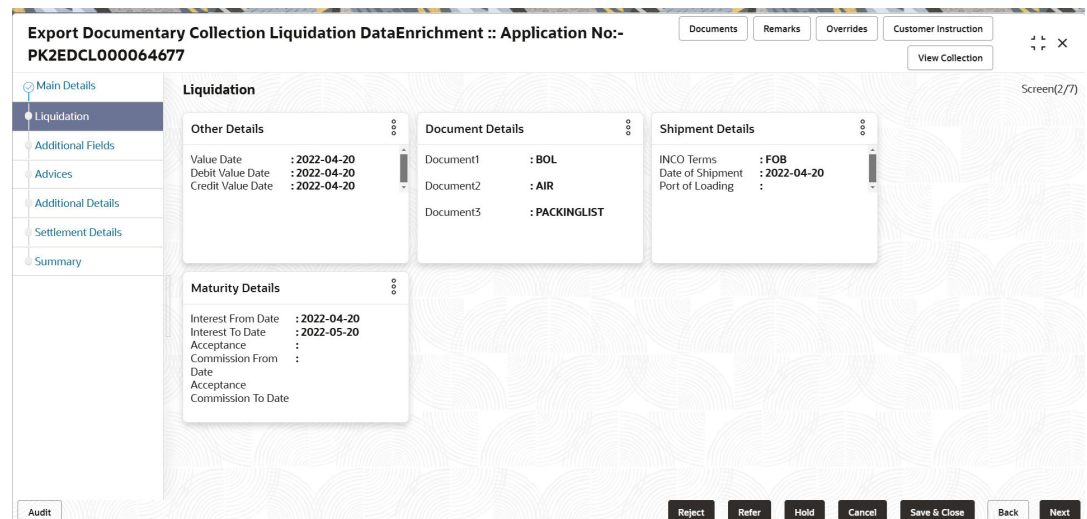 Export Documentary Collection Liquidation DataEnrichment :: Application No:-
PK2EDCL000064677
Documents
Remarks
Overrides
Customer Instruction
View Collection
Main Details
Liquidation
Additional Fields
Advices
Additional Details
Settlement Details
Summary
Liquidation
Screen(2/7)
Other Details
Value Date : 2022-04-20
Debit Value Date : 2022-04-20
Credit Value Date : 2022-04-20
Document Details
Document1 : BOL
Document2 : AIR
Document3 : PACKINGLIST
Shipment Details
INCO Terms : FOB
Date of Shipment : 2022-04-20
Port of Loading :
Maturity Details
Interest From Date : 2022-04-20
Interest To Date : 2022-05-20
Acceptance :
Commission From :
Date
Acceptance
Commission To Date
Audit
Reject
Refer
Hold
Cancel
Save & Close
Back
Next